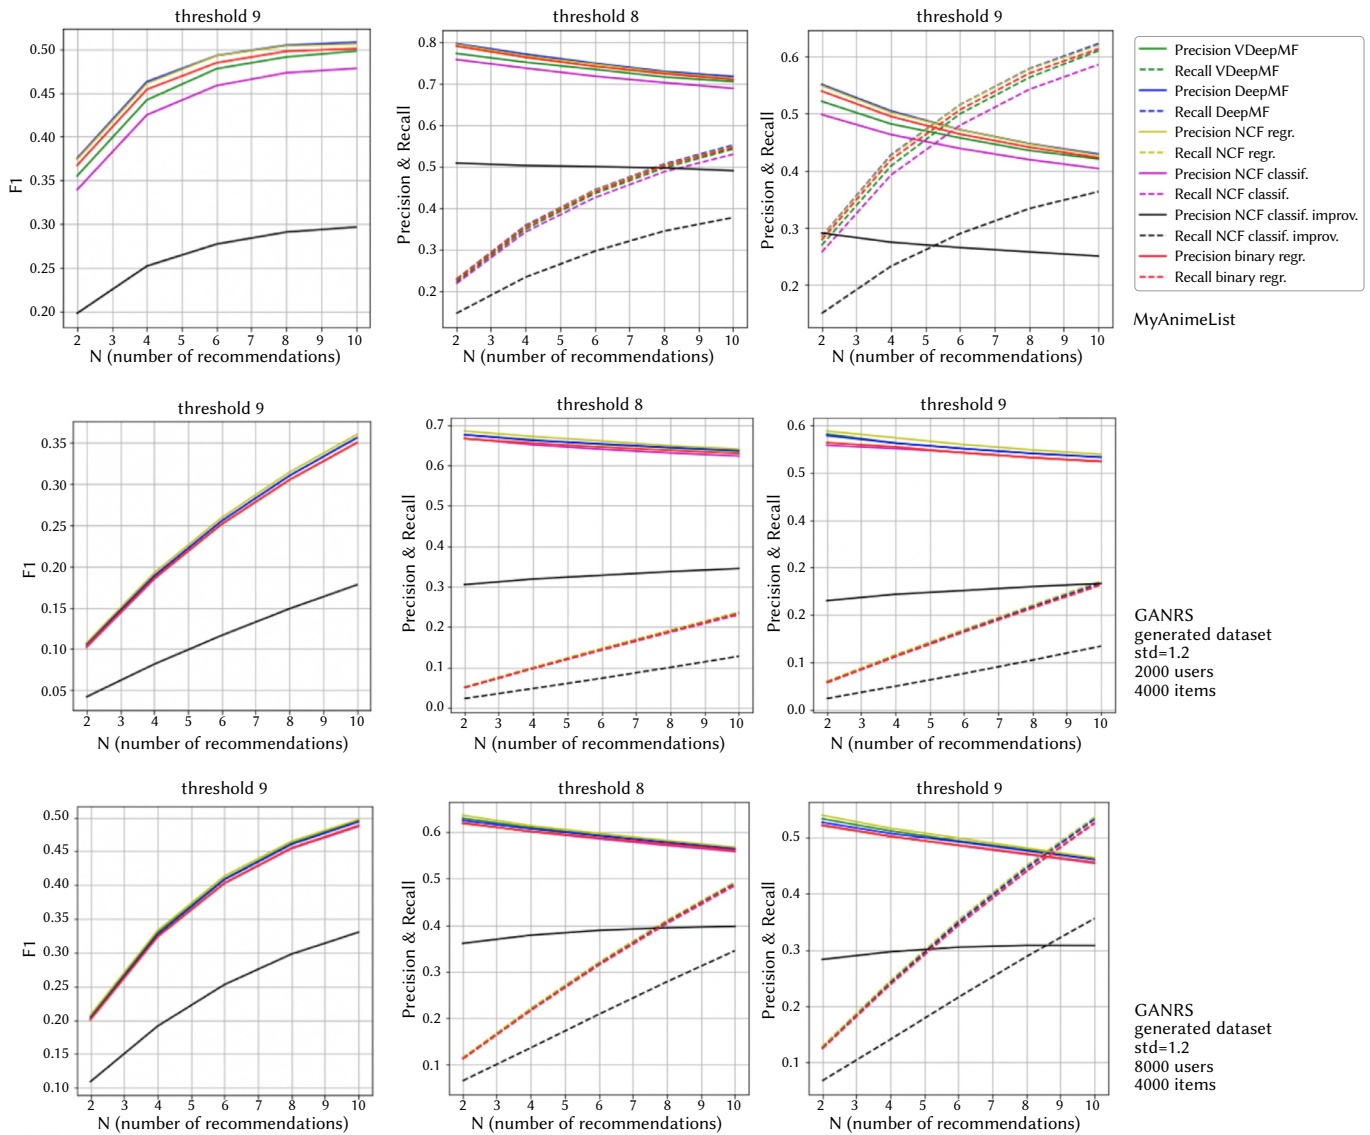 threshold 9
F1
0.50
0.45
0.40
0.35
0.30
0.25
0.20
2 3 4 5 6 7 8 9 10
N (number of recommendations)
threshold 8
Precision & Recall
0.8
0.7
0.6
0.5
0.4
0.3
0.2
2 3 4 5 6 7 8 9 10
N (number of recommendations)
threshold 9
Precision & Recall
0.6
0.5
0.4
0.3
0.2
2 3 4 5 6 7 8 9 10
N (number of recommendations)
Precision VDeepMF
Recall VDeepMF
Precision DeepMF
Recall DeepMF
Precision NCF regr.
Recall NCF regr.
Precision NCF classif.
Recall NCF classif.
Precision NCF classif. improv.
Recall NCF classif. improv.
Precision binary regr.
Recall binary regr.
MyAnimeList
threshold 9
F1
0.35
0.30
0.25
0.20
0.15
0.10
0.05
2 3 4 5 6 7 8 9 10
N (number of recommendations)
threshold 8
Precision & Recall
0.7
0.6
0.5
0.4
0.3
0.2
0.1
0.0
2 3 4 5 6 7 8 9 10
N (number of recommendations)
threshold 9
Precision & Recall
0.6
0.5
0.4
0.2
0.2
0.1
0.0
2 3 4 5 6 7 8 9 10
N (number of recommendations)
GANRS
generated dataset
std=1.2
2000 users
4000 items
threshold 9
F1
0.50
0.45
0.40
0.35
0.30
0.25
0.20
0.15
0.10
2 3 4 5 6 7 8 9 10
N (number of recommendations)
threshold 8
Precision & Recall
0.6
0.5
0.4
0.3
0.2
0.1
2 3 4 5 6 7 8 9 10
N (number of recommendations)
threshold 9
Precision & Recall
0.5
0.4
0.3
0.2
0.1
2 3 4 5 6 7 8 9 10
N (number of recommendations)
GANRS
generated dataset
std=1.2
8000 users
4000 items